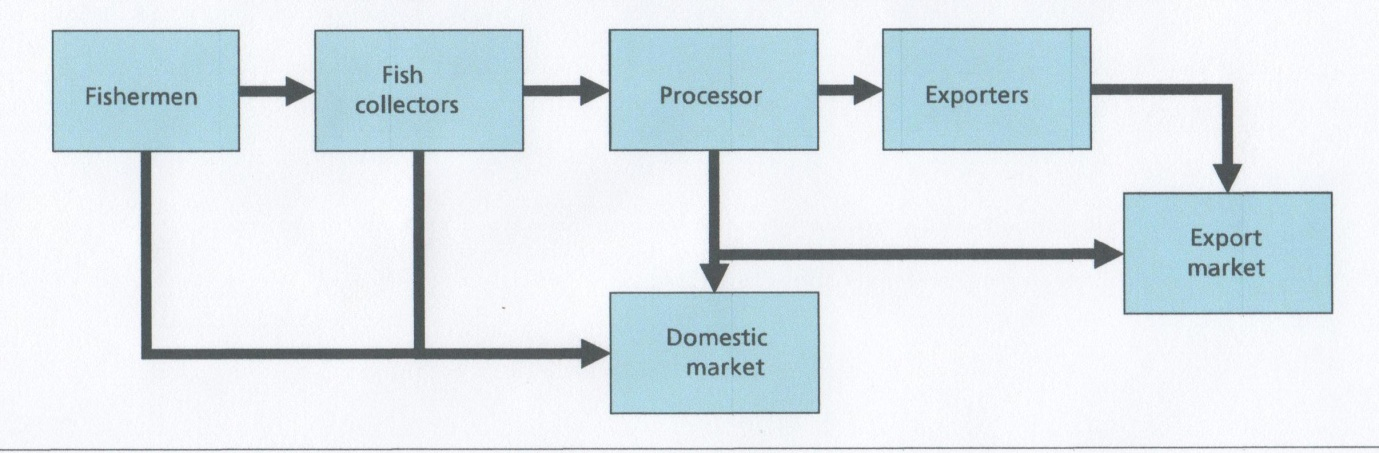 Fishermen
Fish
collectors
Processor
Exporters
Export
market
Domestic
market